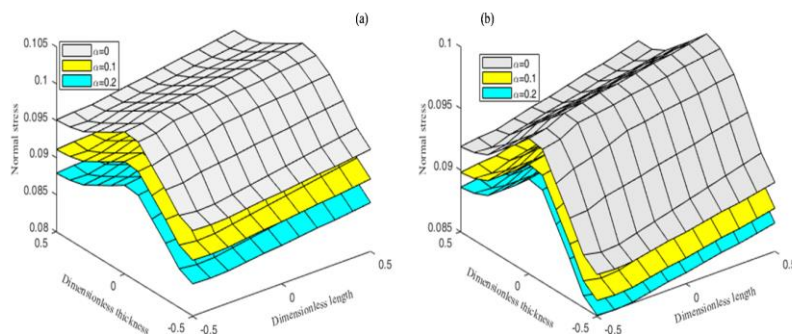 (a)
0.105
0.1
0.095
0.09
0.085
0.08
Normal stress
α=0
α=0.1
α=0.2
0.5
0
-0.5
Dimensionless thickness
-0.5
0
0.5
Dimensionless length
(b)
0.1
0.095
0.09
0.085
Normal stress
α=0
α=0.1
α=0.2
0.5
0
-0.5
Dimensionless thickness
-0.5
0
0.5
Dimensionless length